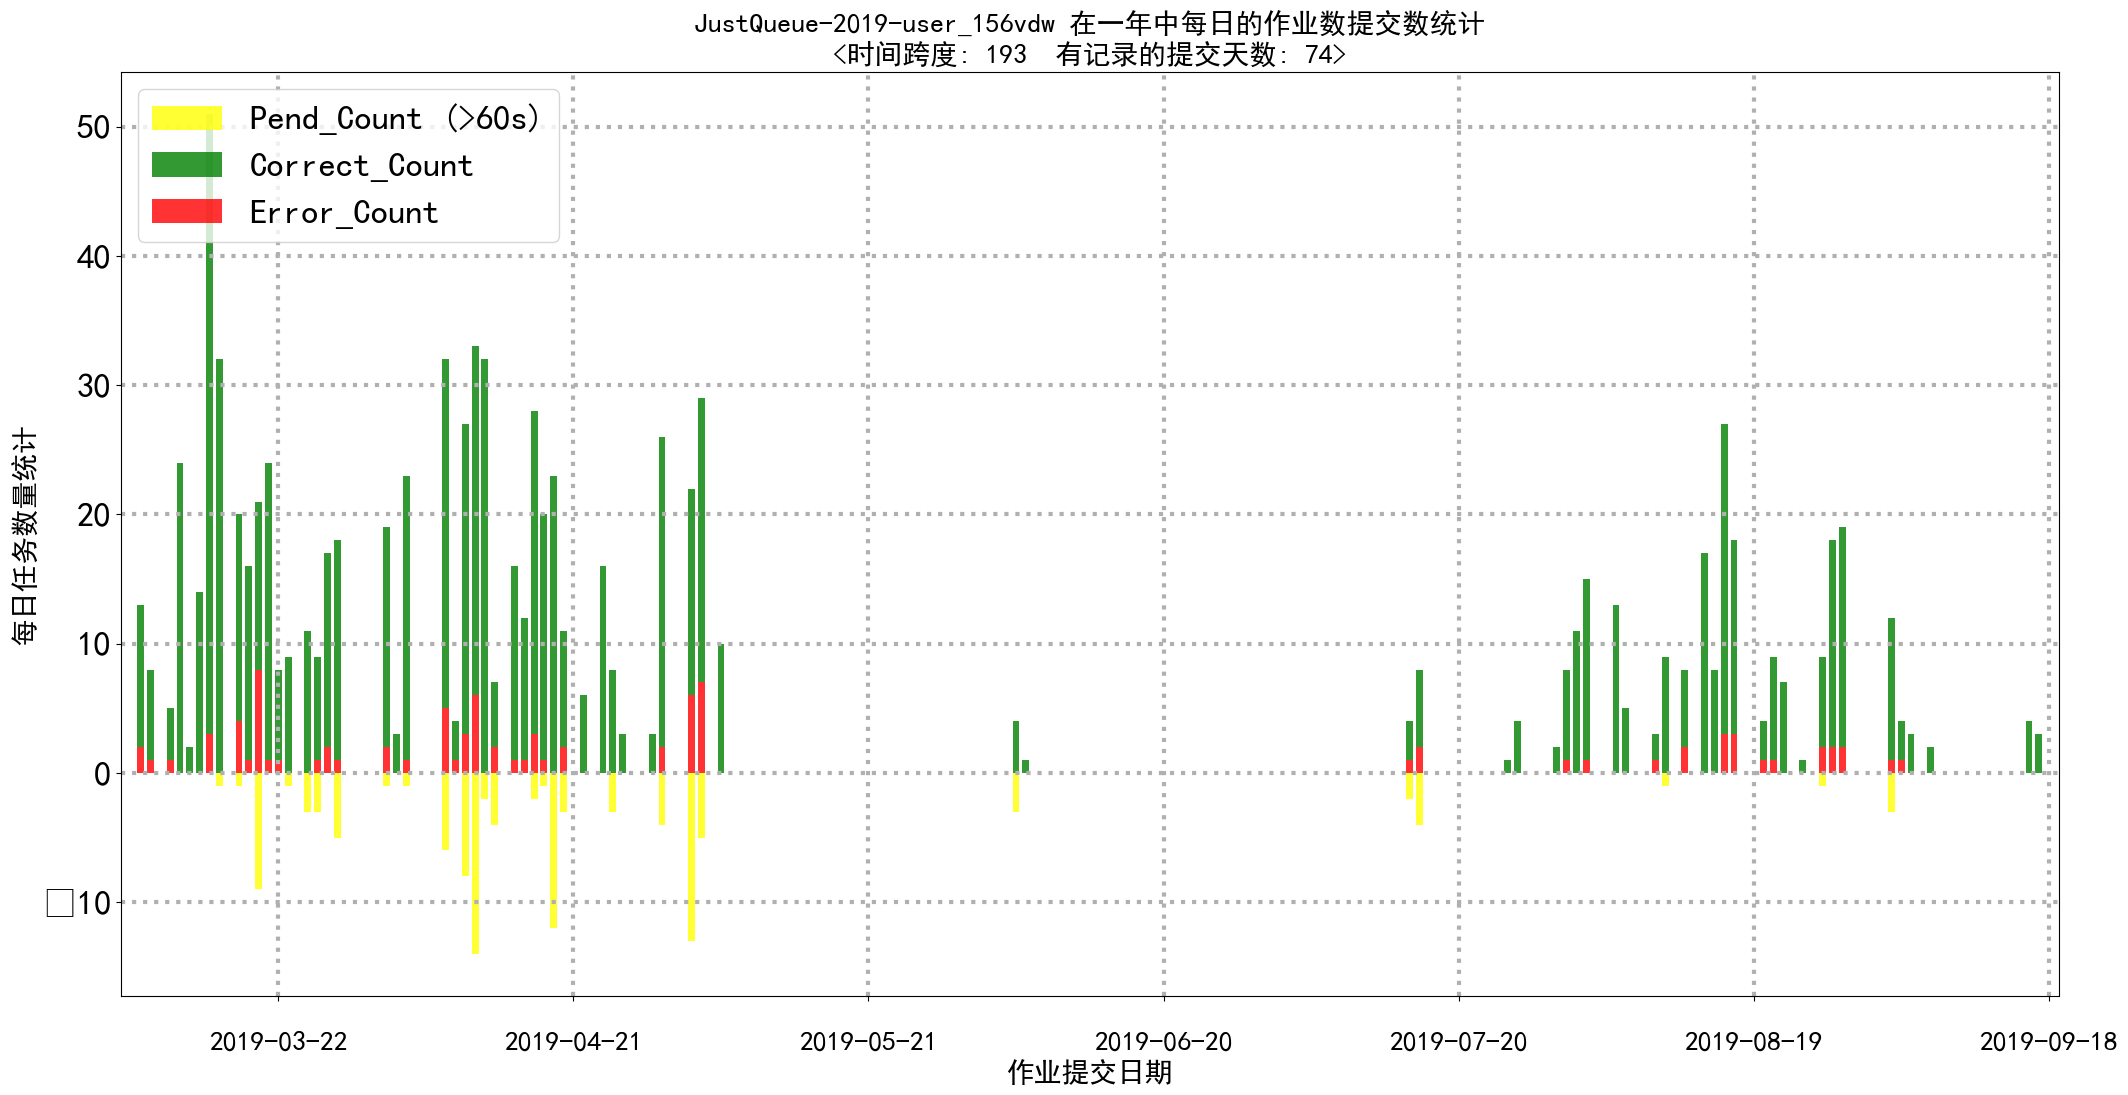 JustQueue-2019-user_156vdw 在一年中每日的作业数提交数统计
<时间跨度: 193  有记录的提交天数: 74>
Pend_Count (>60s)
Correct_Count
Error_Count
每日任务数量统计
50
40
30
20
10
0
□10
2019-03-22
2019-04-21
2019-05-21
2019-06-20
2019-07-20
2019-08-19
2019-09-18
作业提交日期